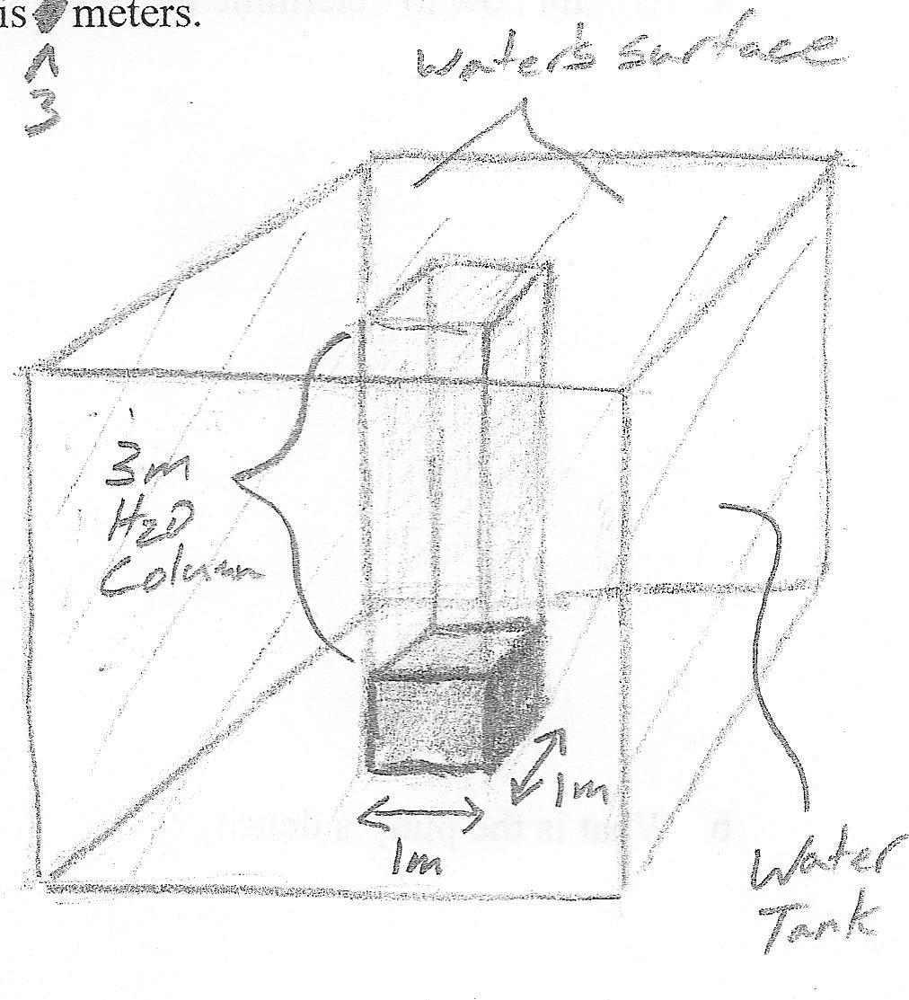 is meters.
^
3
water's surface
3m
H2O
Column
1m
1m
Water
Tank